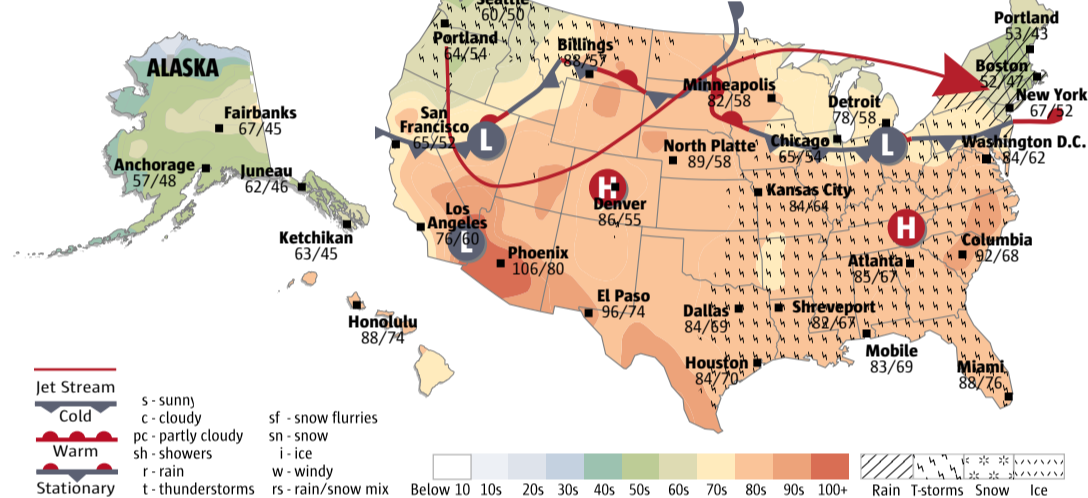 Seattle
60/50
Portland
64/54
Billings
88/57
Portland
53/43
Boston
52/47
New York
67/52
Minneapolis
82/58
Detroit
78/58
ALASKA
Fairbanks
67/45
Anchorage
57/48
Juneau
62/46
Ketchikan
63/45
San
Francisco
65/52
L
North Platte
89/58
Chicago
65/54
L
Washington D.C.
84/62
H
Denver
86/55
Kansas City
84/64
H
Los
Angeles
76/60
L
Phoenix
106/80
Columbia
92/68
Atlanta
85/67
El Paso
96/74
Dallas
84/69
Shreveport
82/67
Honolulu
88/74
Houston
84/70
Mobile
83/69
Miami
88/76
Jet Stream
Cold
Warm
Stationary
s - sunny
c - cloudy
pc - partly cloudy
sh - showers
r - rain
t - thunderstorms
sf - snow flurries
sn - snow
i - ice
w - windy
rs - rain/snow mix
Below 10 10s 20s 30s 40s 50s 60s 70s 80s 90s 100+
Rain T-storms Snow Ice